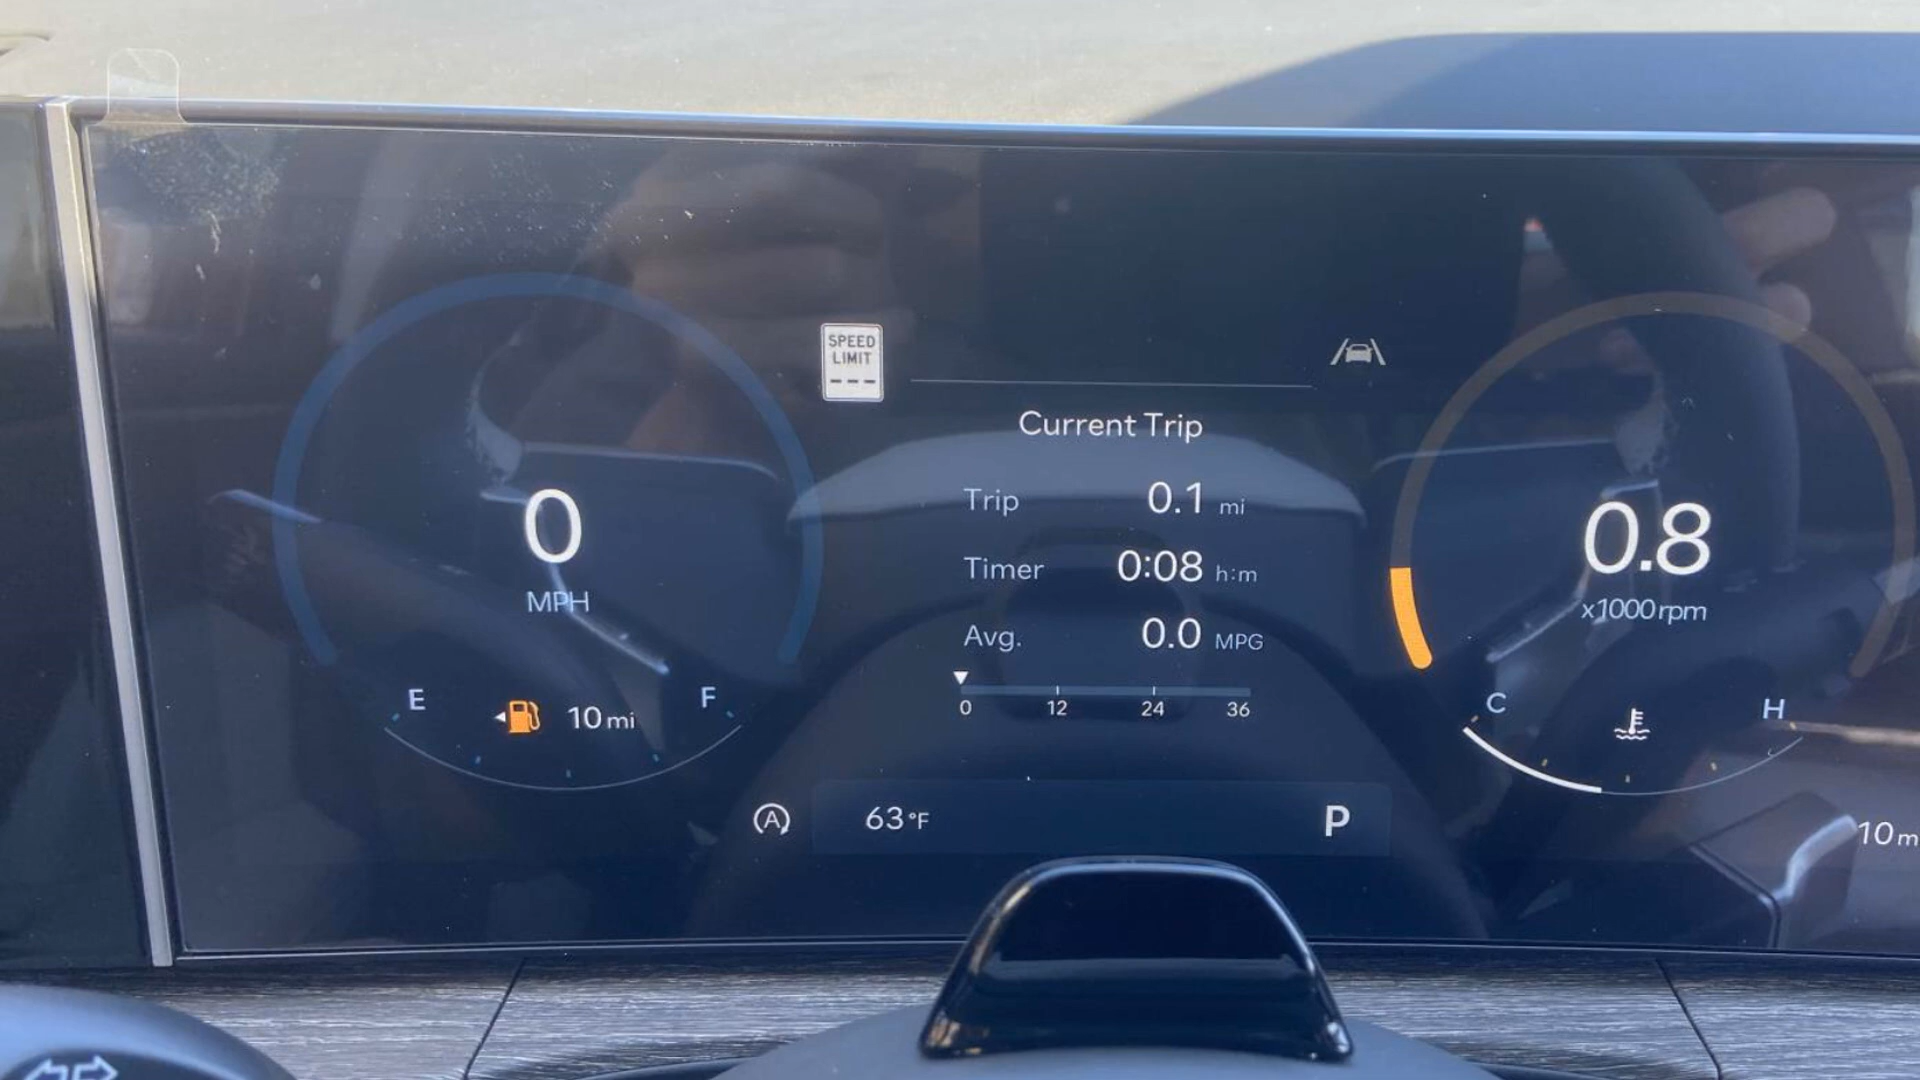 SPEED
LIMIT
---
Current Trip
Trip 0.1 mi
Timer 0:08 h:m
Avg. 0.0 MPG
0 12 24 36
0
MPH
E F
10 mi
0.8
x1000 rpm
C H
A
63°F
P
10 m